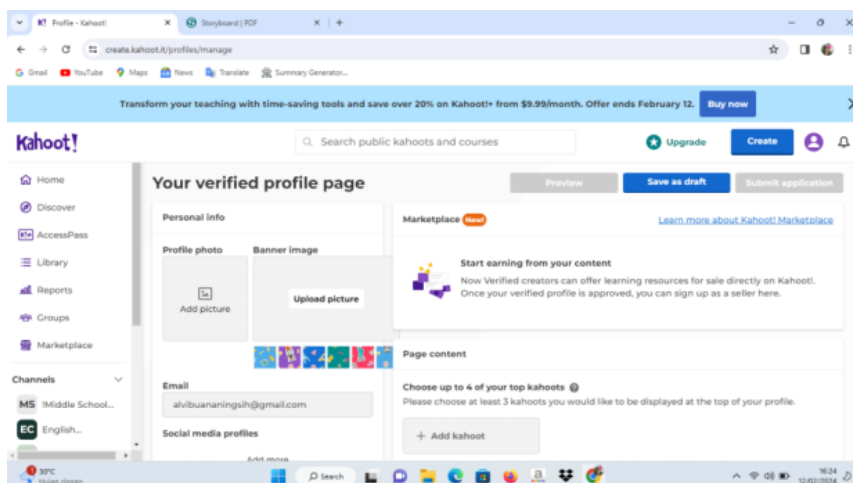 K! Profile - Kahoot!
Storyboard | PDF
create.kahoot.it/profiles/manage
Gmail YouTube Maps News Translate Summary Generator...
Transform your teaching with time-saving tools and save over 20% on Kahoot!+ from $9.99/month. Offer ends February 12. Buy now
Kahoot!
Search public kahoots and courses
Upgrade
Create
Home
Discover
AccessPass
Library
Reports
Groups
Marketplace
Channels
MS !Middle School...
EC English...
Your verified profile page
Preview
Save as draft
Submit application
Personal info
Profile photo
Banner image
Add picture
Upload picture
Email
alvibuananingsih@gmail.com
Social media profiles
Add more
Marketplace New!
Learn more about Kahoot! Marketplace
Start earning from your content
Now Verified creators can offer learning resources for sale directly on Kahoot!.
Once your verified profile is approved, you can sign up as a seller here.
Page content
Choose up to 4 of your top kahoots
Please choose at least 3 kahoots you would like to be displayed at the top of your profile.
+ Add kahoot
30°C
Hujan ringan
Search
16:24
12/02/2024